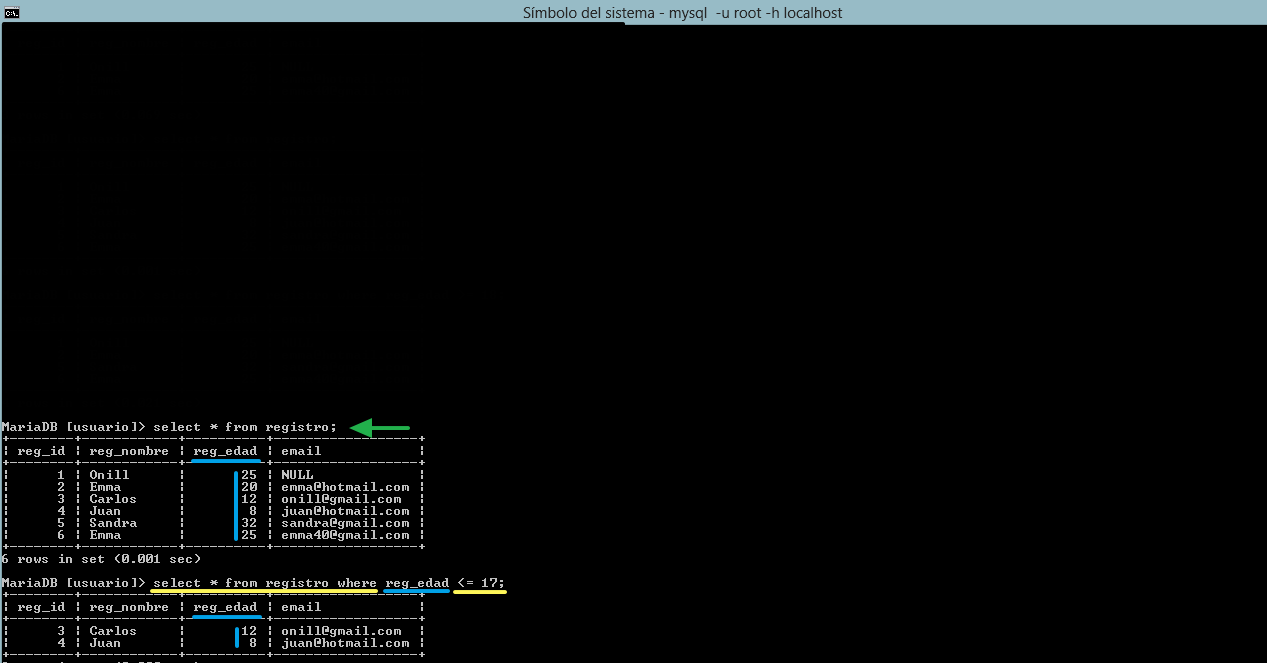 Símbolo del sistema - mysql -u root -h localhost
MariaDB [usuario]> select * from registro;
| reg_id | reg_nombre | reg_edad | email |
| 1 | Onill | 25 | NULL |
| 2 | Emma | 20 | emma@hotmail.com |
| 3 | Carlos | 12 | onill@gmail.com |
| 4 | Juan | 8 | juan@hotmail.com |
| 5 | Sandra | 32 | sandra@gmail.com |
| 6 | Emma | 25 | emma40@gmail.com |
6 rows in set (0.001 sec)
MariaDB [usuario]> select * from registro where reg_edad <= 17;
| reg_id | reg_nombre | reg_edad | email |
| 3 | Carlos | 12 | onill@gmail.com |
| 4 | Juan | 8 | juan@hotmail.com |